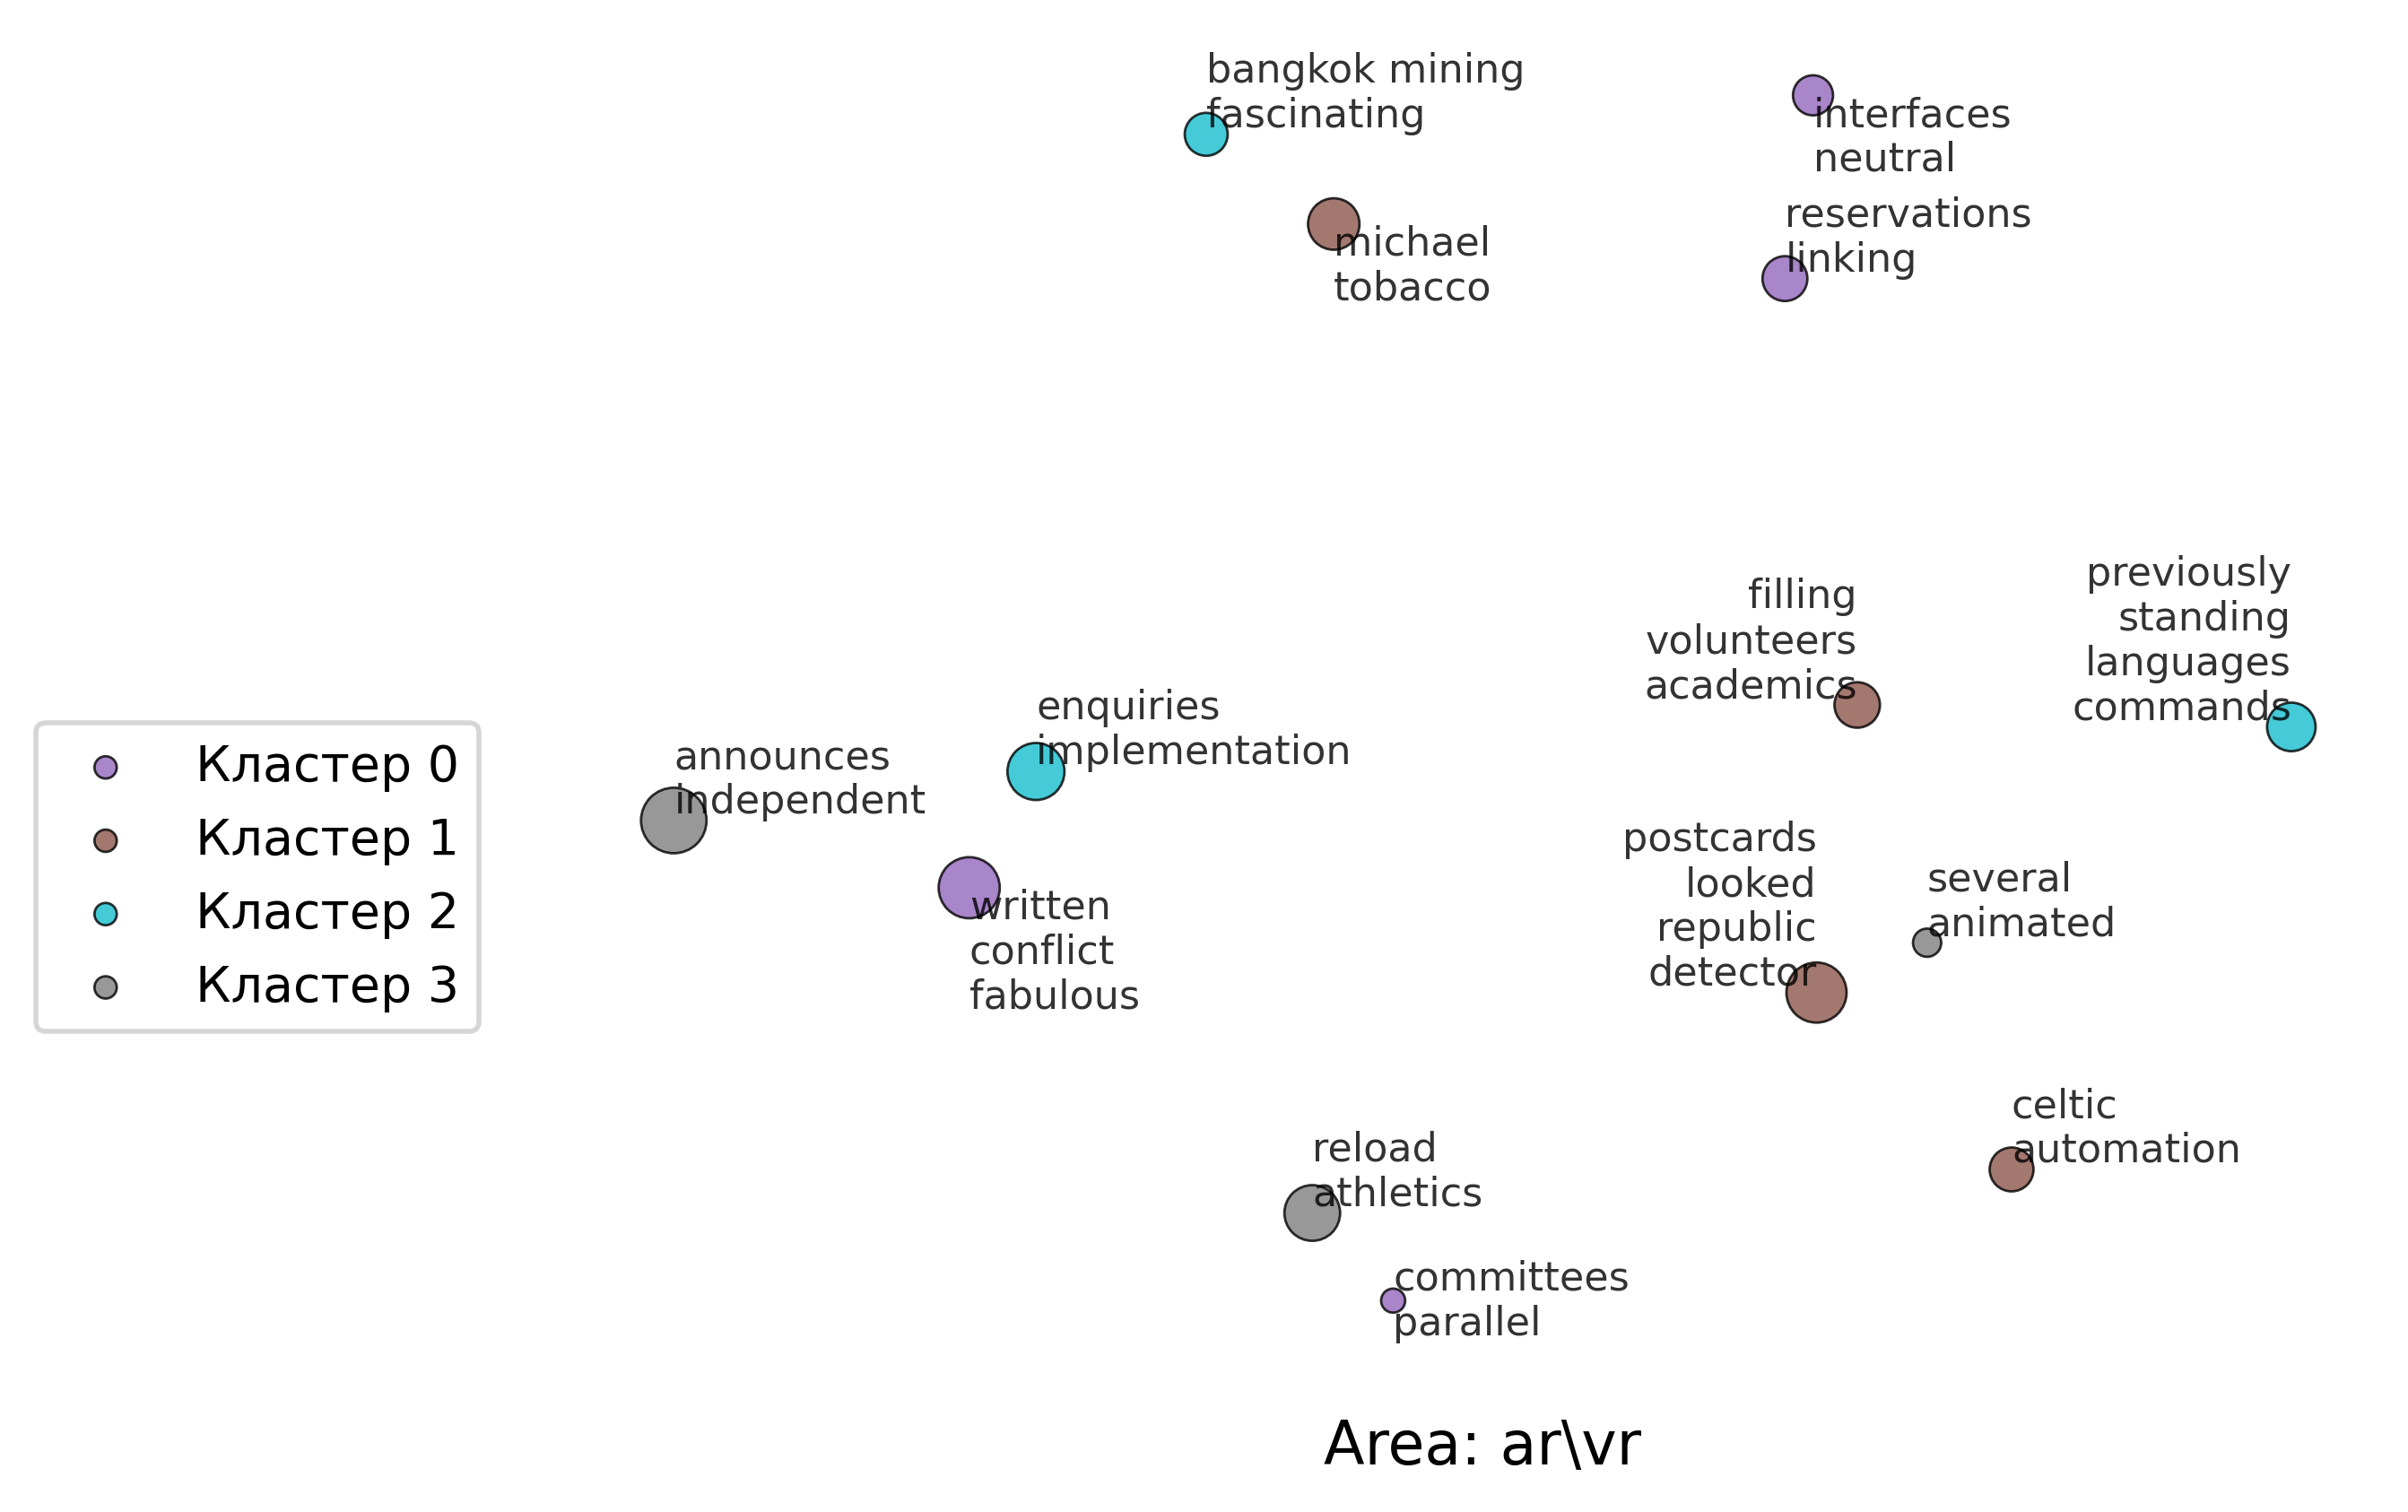 bangkok mining
fascinating
interfaces
neutral
reservations
linking
michael
tobacco
previously
standing
languages
commands
filling
volunteers
academics
enquiries
implementation
announces
independent
Кластер 0
Кластер 1
Кластер 2
Кластер 3
postcards
looked
republic
detector
several
animated
written
conflict
fabulous
celtic
automation
reload
athletics
committees
parallel
Area: ar\vr